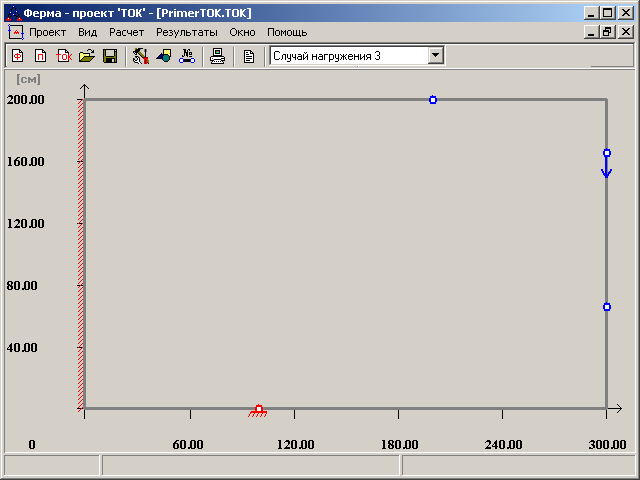 Ферма - проект 'ТОК' - [PrimerTOK.TOK]
Проект Вид Расчет Результаты Окно Помощь
Ф П ток Случай нагружения 3
[см]
200.00
160.00
120.00
80.00
40.00
0 60.00 120.00 180.00 240.00 300.00